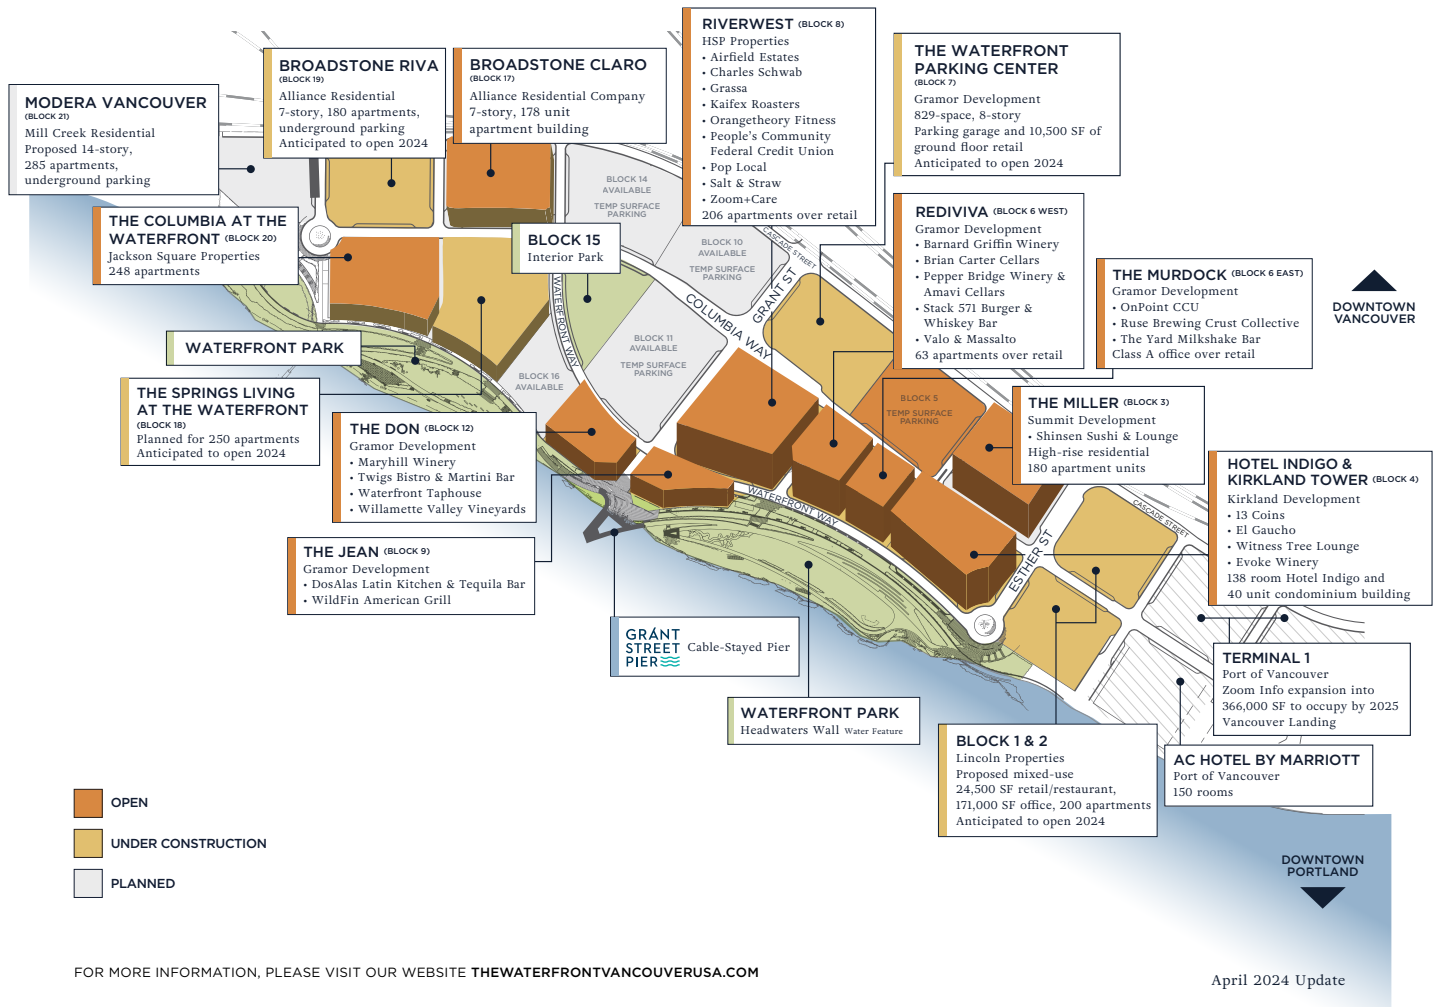 MODERA VANCOUVER
(BLOCK 21)
Mill Creek Residential
Proposed 14-story,
285 apartments,
underground parking
BROADSTONE RIVA
(BLOCK 19)
Alliance Residential
7-story, 180 apartments,
underground parking
Anticipated to open 2024
BROADSTONE CLARO
(BLOCK 17)
Alliance Residential Company
7-story, 178 unit
apartment building
RIVERWEST (BLOCK 8)
HSP Properties
• Airfield Estates
• Charles Schwab
• Grassa
• Kaifex Roasters
• Orangetheory Fitness
• People's Community
Federal Credit Union
• Pop Local
• Salt & Straw
• Zoom+Care
206 apartments over retail
THE WATERFRONT
PARKING CENTER
(BLOCK 7)
Gramor Development
829-space, 8-story
Parking garage and 10,500 SF of
ground floor retail
Anticipated to open 2024
THE COLUMBIA AT THE
WATERFRONT (BLOCK 20)
Jackson Square Properties
248 apartments
BLOCK 15
Interior Park
BLOCK 14
AVAILABLE
TEMP SURFACE
PARKING
BLOCK 10
AVAILABLE
TEMP SURFACE
PARKING
CASCADE STREET
GRANT ST
COLUMBIA WAY
WATERFRONT WAY
REDIVIVA (BLOCK 6 WEST)
Gramor Development
• Barnard Griffin Winery
• Brian Carter Cellars
• Pepper Bridge Winery &
Amavi Cellars
• Stack 571 Burger &
Whiskey Bar
• Valo & Massalto
63 apartments over retail
THE MURDOCK (BLOCK 6 EAST)
Gramor Development
• OnPoint CCU
• Ruse Brewing Crust Collective
• The Yard Milkshake Bar
Class A office over retail
DOWNTOWN
VANCOUVER
WATERFRONT PARK
BLOCK 11
AVAILABLE
TEMP SURFACE
PARKING
BLOCK 16
AVAILABLE
BLOCK 5
TEMP SURFACE
PARKING
THE SPRINGS LIVING
AT THE WATERFRONT
(BLOCK 18)
Planned for 250 apartments
Anticipated to open 2024
THE DON (BLOCK 12)
Gramor Development
• Maryhill Winery
• Twigs Bistro & Martini Bar
• Waterfront Taphouse
• Willamette Valley Vineyards
THE MILLER (BLOCK 3)
Summit Development
• Shinsen Sushi & Lounge
High-rise residential
180 apartment units
HOTEL INDIGO &
KIRKLAND TOWER (BLOCK 4)
Kirkland Development
• 13 Coins
• El Gaucho
• Witness Tree Lounge
• Evoke Winery
138 room Hotel Indigo and
40 unit condominium building
WATERFRONT WAY
CASCADE STREET
ESTHER ST
THE JEAN (BLOCK 9)
Gramor Development
• DosAlas Latin Kitchen & Tequila Bar
• WildFin American Grill
GRANT
STREET
PIER
Cable-Stayed Pier
TERMINAL 1
Port of Vancouver
Zoom Info expansion into
366,000 SF to occupy by 2025
Vancouver Landing
WATERFRONT PARK
Headwaters Wall Water Feature
BLOCK 1 & 2
Lincoln Properties
Proposed mixed-use
24,500 SF retail/restaurant,
171,000 SF office, 200 apartments
Anticipated to open 2024
AC HOTEL BY MARRIOTT
Port of Vancouver
150 rooms
OPEN
UNDER CONSTRUCTION
PLANNED
DOWNTOWN
PORTLAND
FOR MORE INFORMATION, PLEASE VISIT OUR WEBSITE THEWATERFRONTVANCOUVERUSA.COM
April 2024 Update